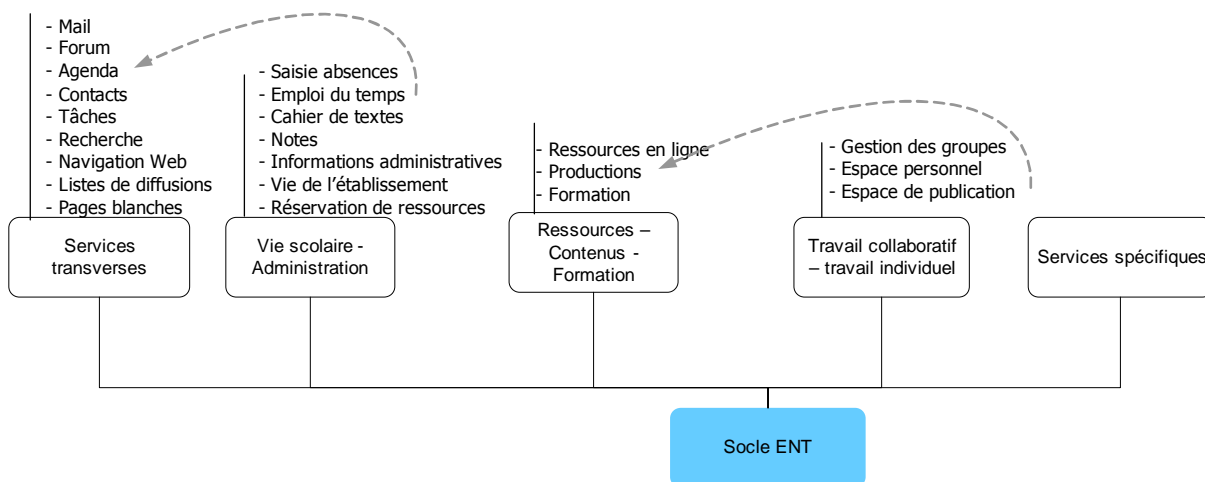 - Mail
- Forum
- Agenda
- Contacts
- Tâches
- Recherche
- Navigation Web
- Listes de diffusions
- Pages blanches
Services
transverses
- Saisie absences
- Emploi du temps
- Cahier de textes
- Notes
- Informations administratives
- Vie de l'établissement
- Réservation de ressources
Vie scolaire -
Administration
- Ressources en ligne
- Productions
- Formation
Ressources –
Contenus -
Formation
- Gestion des groupes
- Espace personnel
- Espace de publication
Travail collaboratif
– travail individuel
Services spécifiques
Socle ENT